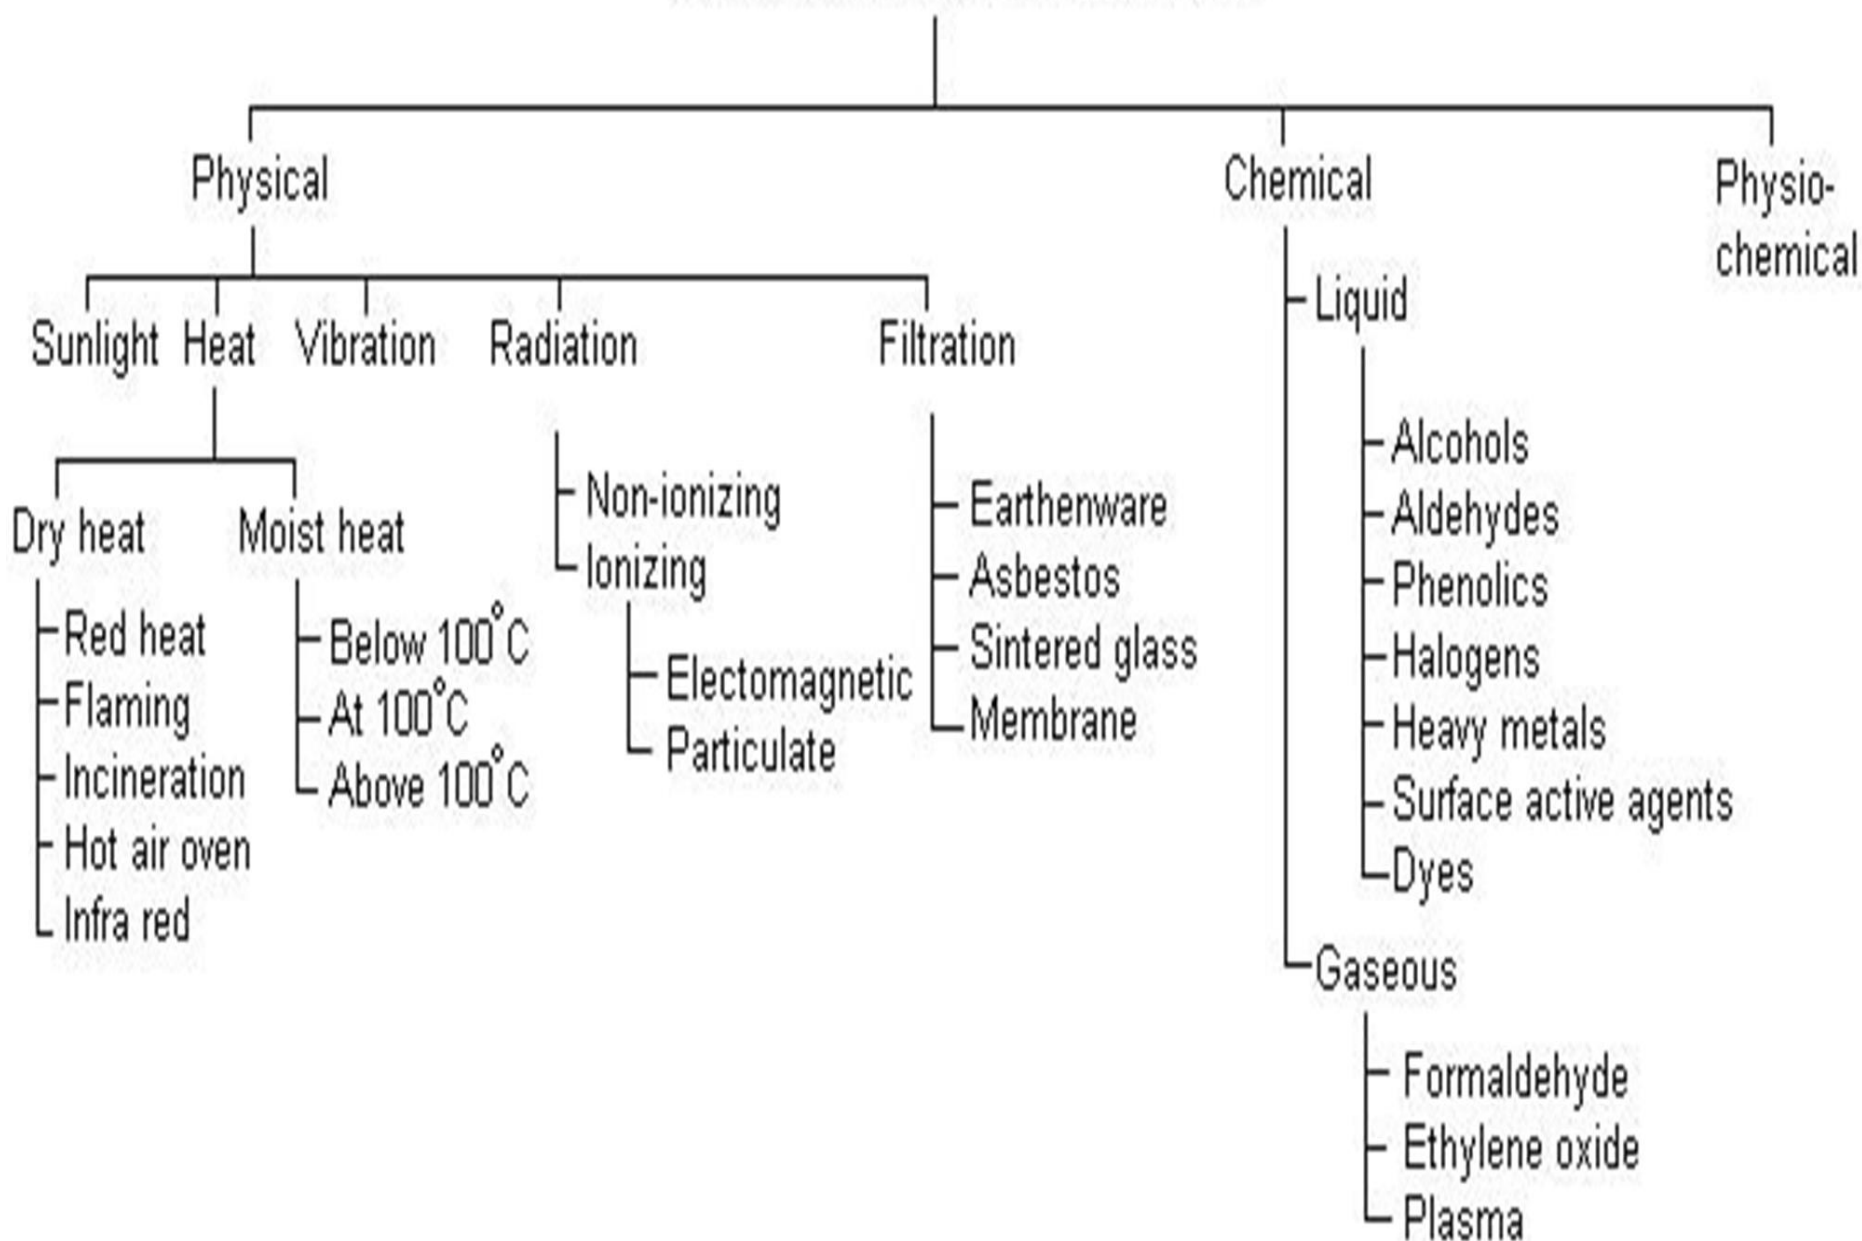 Physical
Chemical
Physio-
chemical
Sunlight Heat Vibration Radiation Filtration
Dry heat
Red heat
Flaming
Incineration
Hot air oven
Infra red
Moist heat
Below 100°C
At 100°C
Above 100°C
Non-ionizing
Ionizing
Electomagnetic
Particulate
Earthenware
Asbestos
Sintered glass
Membrane
Liquid
Alcohols
Aldehydes
Phenolics
Halogens
Heavy metals
Surface active agents
Dyes
Gaseous
Formaldehyde
Ethylene oxide
Plasma